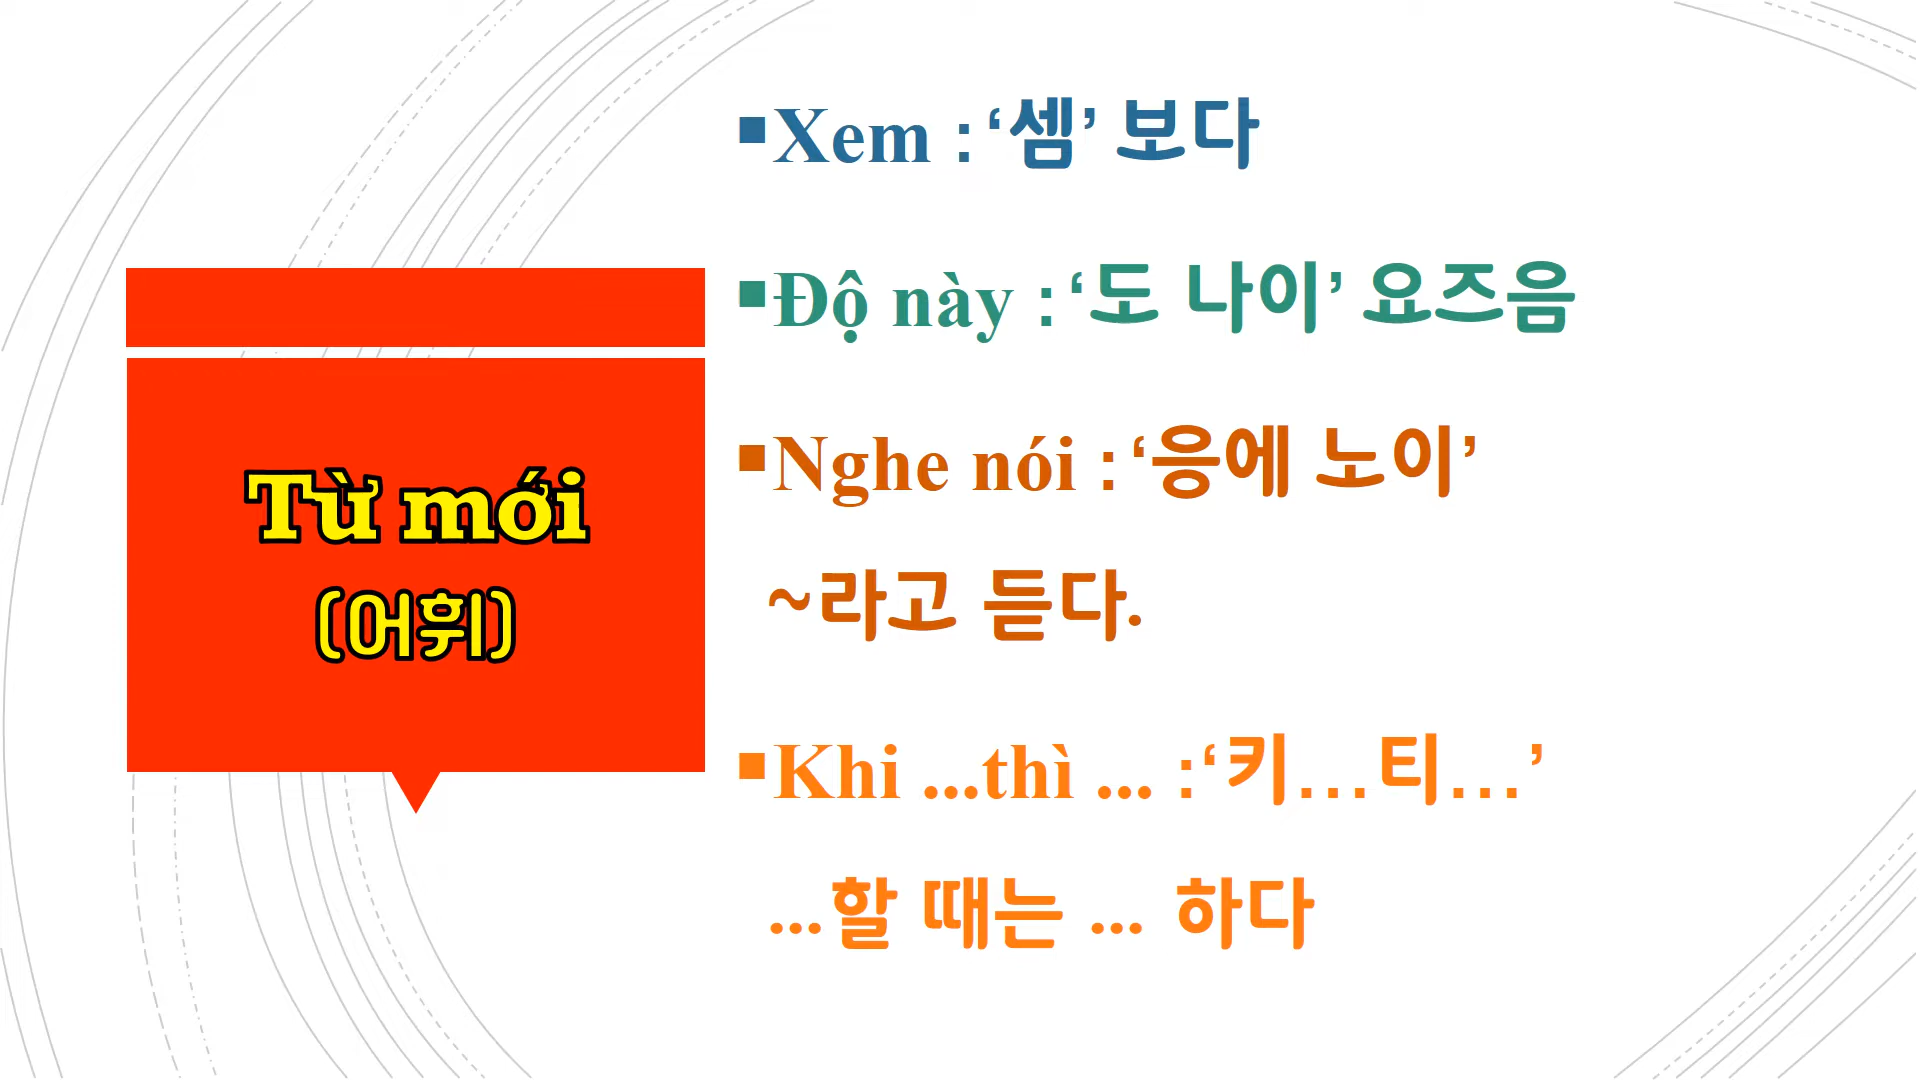 Từ mới
(어휘)
▪Xem : ‘셈’ 보다
▪Độ này : ‘도 나이’ 요즈음
▪Nghe nói : ‘응에 노이’
~라고 듣다.
▪Khi ...thì ... :‘키...티...’
...할 때는 ... 하다